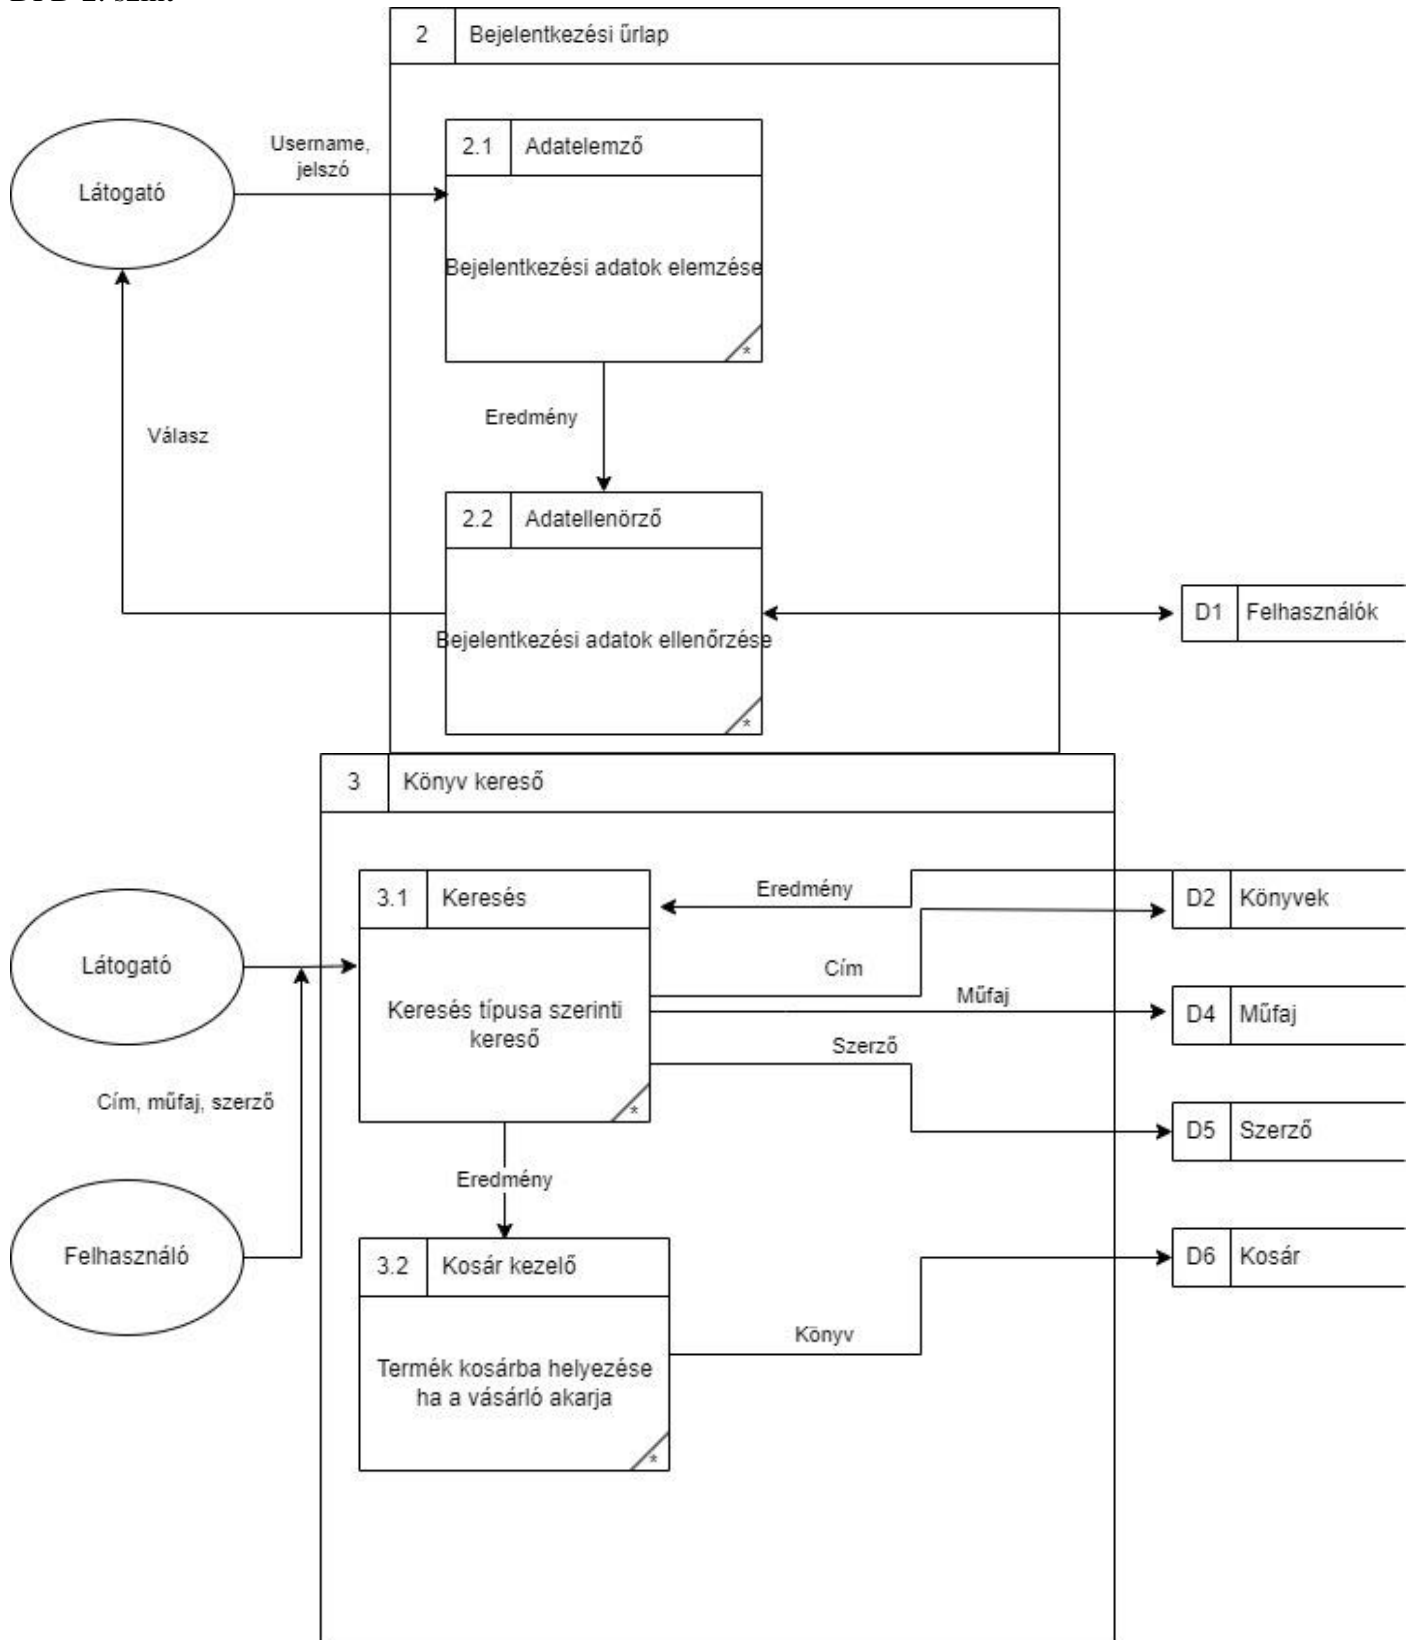 2 Bejelentkezési űrlap
2.1 Adatelemző
Username,
jelszó
Látogató
Bejelentkezési adatok elemzése
*
Eredmény
Válasz
2.2 Adatellenörző
D1 Felhasználók
Bejelentkezési adatok ellenőrzése
*
3 Könyv kereső
3.1 Keresés
Eredmény
D2 Könyvek
Látogató
Cím
Műfaj
Keresés típusa szerinti
kereső
D4 Műfaj
Szerző
*
Cím, műfaj, szerző
D5 Szerző
Eredmény
Felhasználó
3.2 Kosár kezelő
D6 Kosár
Könyv
Termék kosárba helyezése
ha a vásárló akarja
*